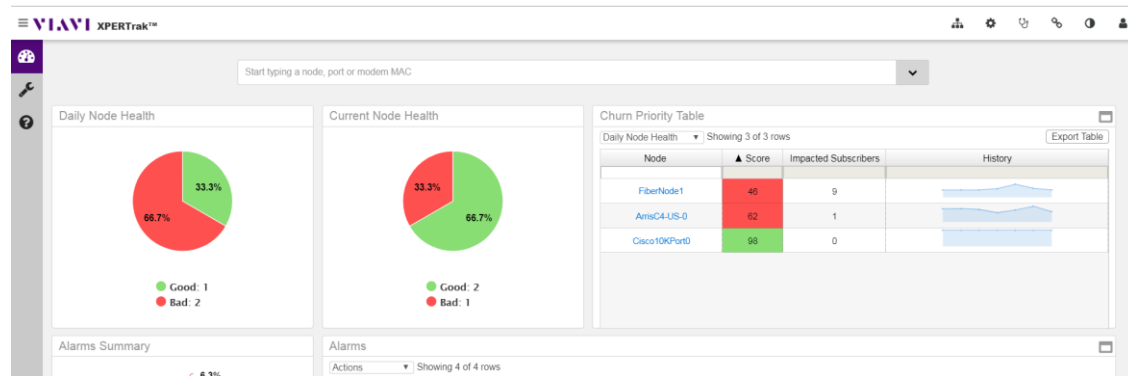 VIAVI XPERTrak™
Start typing a node, port or modem MAC
Daily Node Health
33.3%
66.7%
Good: 1
Bad: 2
Current Node Health
33.3%
66.7%
Good: 2
Bad: 1
Churn Priority Table
Daily Node Health Showing 3 of 3 rows Export Table
Node ▲ Score Impacted Subscribers History
FiberNode1 46 9
ArrisC4-US-0 62 1
Cisco10KPort0 98 0
Alarms Summary
6.3%
Alarms
Actions Showing 4 of 4 rows